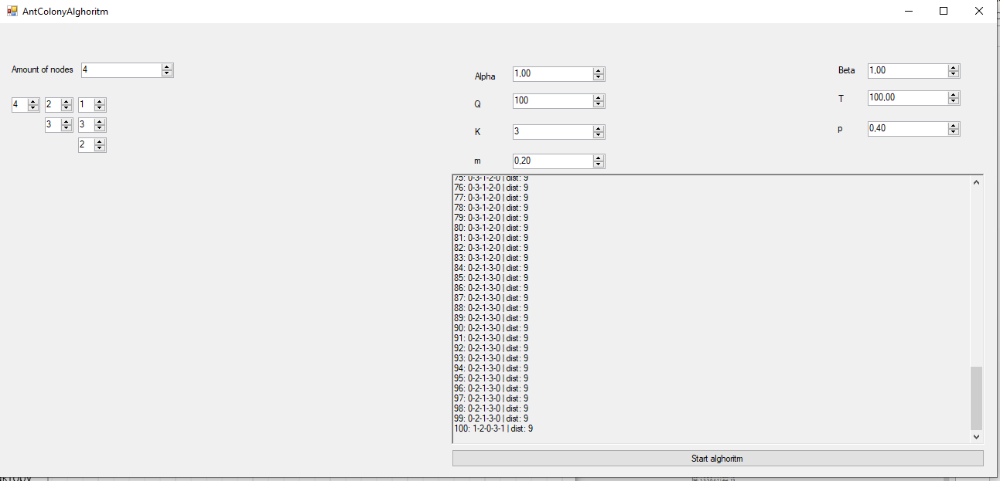 AntColonyAlghoritm
Amount of nodes 4
4 2 1
3 3
2
Alpha 1,00
Q 100
K 3
m 0,20
Beta 1,00
T 100,00
p 0,40
75: 0-3-1-2-0 | dist: 9
76: 0-3-1-2-0 | dist: 9
77: 0-3-1-2-0 | dist: 9
78: 0-3-1-2-0 | dist: 9
79: 0-3-1-2-0 | dist: 9
80: 0-3-1-2-0 | dist: 9
81: 0-3-1-2-0 | dist: 9
82: 0-3-1-2-0 | dist: 9
83: 0-3-1-2-0 | dist: 9
84: 0-2-1-3-0 | dist: 9
85: 0-2-1-3-0 | dist: 9
86: 0-2-1-3-0 | dist: 9
87: 0-2-1-3-0 | dist: 9
88: 0-2-1-3-0 | dist: 9
89: 0-2-1-3-0 | dist: 9
90: 0-2-1-3-0 | dist: 9
91: 0-2-1-3-0 | dist: 9
92: 0-2-1-3-0 | dist: 9
93: 0-2-1-3-0 | dist: 9
94: 0-2-1-3-0 | dist: 9
95: 0-2-1-3-0 | dist: 9
96: 0-2-1-3-0 | dist: 9
97: 0-2-1-3-0 | dist: 9
98: 0-2-1-3-0 | dist: 9
99: 0-2-1-3-0 | dist: 9
100: 1-2-0-3-1 | dist: 9
Start alghoritm